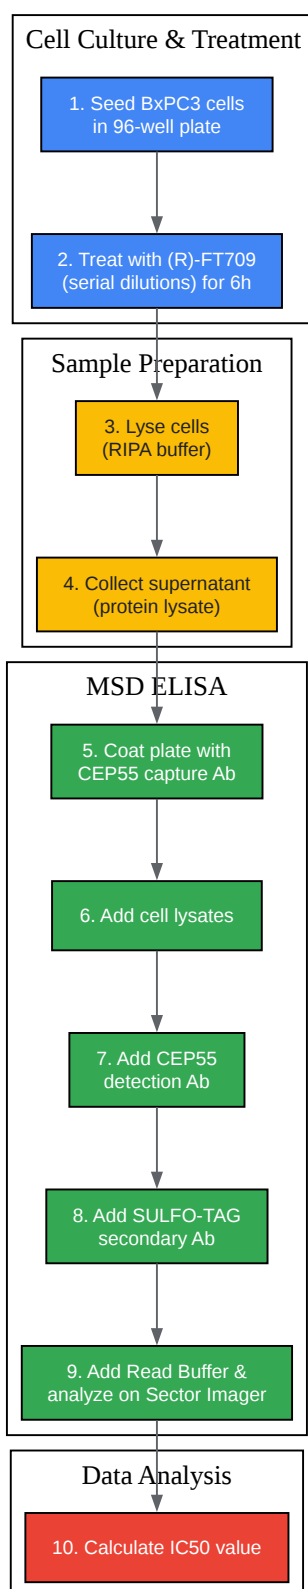 Cell Culture & Treatment
1. Seed BxPC3 cells
in 96-well plate
2. Treat with (R)-FT709
(serial dilutions) for 6h
Sample Preparation
3. Lyse cells
(RIPA buffer)
4. Collect supernatant
(protein lysate)
MSD ELISA
5. Coat plate with
CEP55 capture Ab
6. Add cell lysates
7. Add CEP55
detection Ab
8. Add SULFO-TAG
secondary Ab
9. Add Read Buffer &
analyze on Sector Imager
Data Analysis
10. Calculate IC50 value